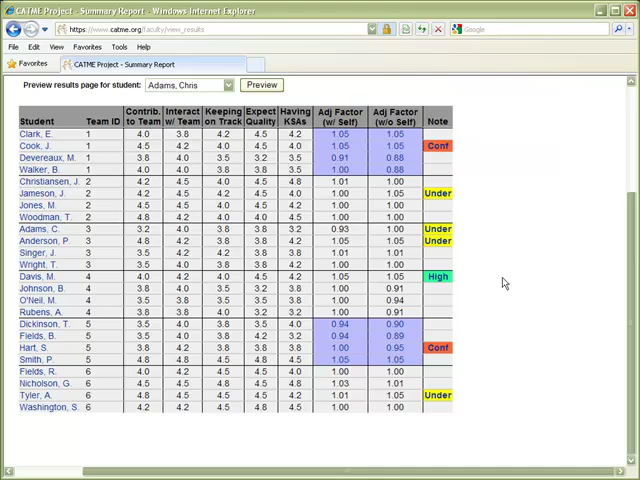 CATME Project - Summary Report - Windows Internet Explorer
https://www.catme.org/faculty/view_results
Google
File Edit View Favorites Tools Help
Favorites CATME Project - Summary Report
Preview results page for student: Adams, Chris Preview
Student Team ID Contrib. to Team Interact w/ Team Keeping on Track Expect Quality Having KSAs Adj Factor (w/ Self) Adj Factor (w/o Self) Note
Clark, E. 1 4.0 3.8 4.2 4.5 4.2 1.05 1.05
Cook, J. 1 4.5 4.2 4.0 4.5 4.0 1.05 1.05 Conf
Devereaux, M. 1 3.8 4.0 3.5 3.2 3.5 0.91 0.88
Walker, B. 1 3.8 4.0 3.8 4.2 4.2 1.00 0.88
Christiansen, J. 2 4.2 4.5 4.0 4.5 4.8 1.01 1.00
Jameson, J. 2 4.2 4.5 4.2 4.5 4.0 1.00 1.00 Under
Jones, M. 2 4.5 4.2 4.0 4.5 4.5 1.00 1.00
Woodman, T. 2 4.8 4.2 4.0 4.0 4.5 1.00 1.00
Adams, C. 3 3.2 4.0 3.8 3.8 4.2 0.93 1.00 Under
Anderson, P. 3 4.8 4.2 3.8 3.8 4.2 1.05 1.05 Under
Singer, J. 3 4.5 4.2 3.8 3.5 4.2 1.01 1.01
Wright, T. 3 4.5 4.0 3.8 4.2 3.8 1.00 1.00
Davis, M. 4 4.0 4.2 4.0 4.5 4.2 1.05 1.05 High
Johnson, B. 4 4.2 4.0 3.8 3.8 4.0 1.00 0.91
O'Neil, M. 4 3.5 3.8 3.5 4.0 4.2 1.00 0.94
Rubens, A. 4 3.5 3.8 3.8 4.2 3.8 1.00 0.91
Dickinson, T. 5 3.5 4.0 3.8 3.5 4.0 0.94 0.90
Fields, B. 5 3.5 4.0 3.8 3.8 4.2 0.94 0.89
Hart, S. 5 3.8 4.0 3.8 3.8 3.5 1.00 0.95 Conf
Smith, P. 5 4.8 4.8 4.5 4.8 4.5 1.05 1.05
Fields, R. 6 4.0 4.2 4.5 4.5 4.0 1.00 1.00
Nicholson, G. 6 4.5 4.5 4.8 4.5 4.2 1.03 1.01
Tyler, A. 6 4.8 4.5 4.2 4.5 4.5 1.01 1.05 Under
Washington, S. 6 4.2 4.2 4.5 4.8 4.5 1.00 1.00